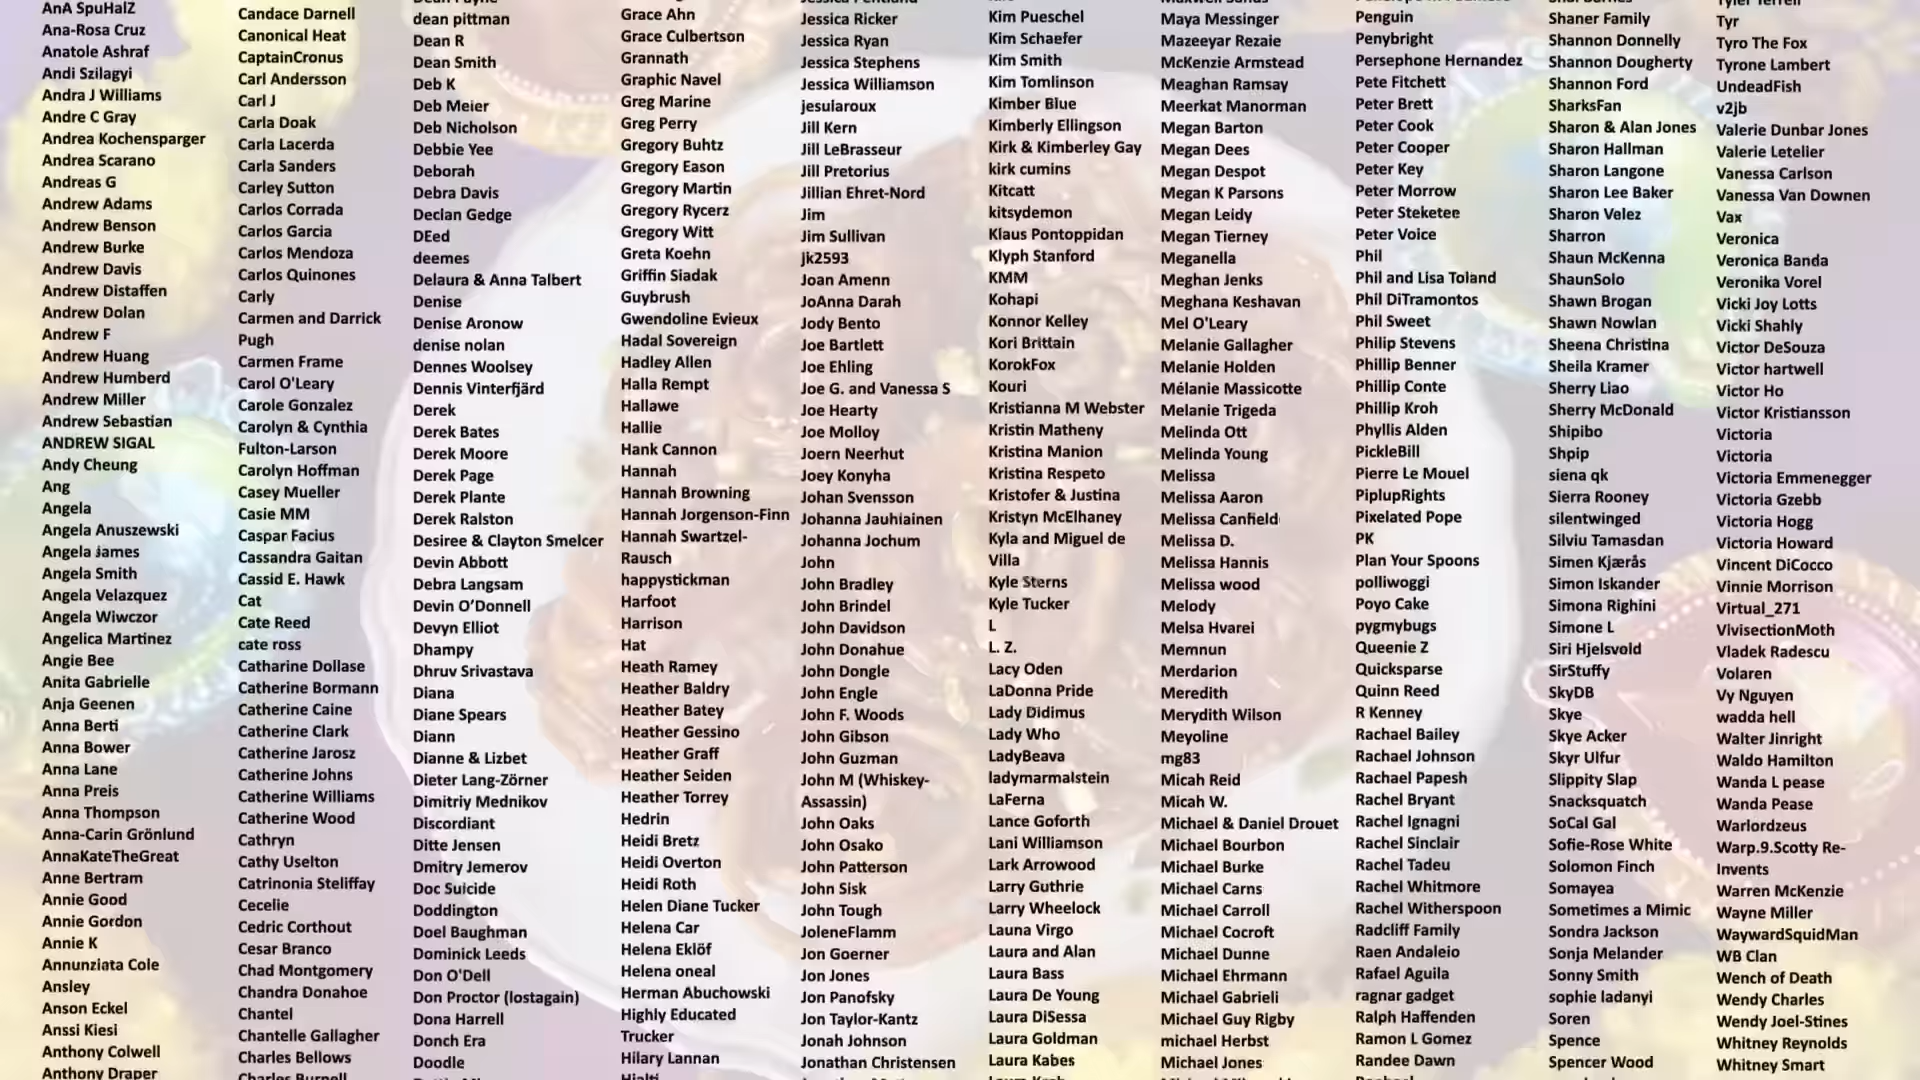 AnA SpuHalZ
Ana-Rosa Cruz
Anatole Ashraf
Andi Szilagyi
Andra J Williams
Andre C Gray
Andrea Kochensparger
Andrea Scarano
Andreas G
Andrew Adams
Andrew Benson
Andrew Burke
Andrew Davis
Andrew Distaffen
Andrew Dolan
Andrew F
Andrew Huang
Andrew Humberd
Andrew Miller
Andrew Sebastian
ANDREW SIGAL
Andy Cheung
Ang
Angela
Angela Anuszewski
Angela James
Angela Smith
Angela Velazquez
Angela Wiwczor
Angelica Martinez
Angie Bee
Anita Gabrielle
Anja Geenen
Anna Berti
Anna Bower
Anna Lane
Anna Preis
Anna Thompson
Anna-Carin Grönlund
AnnaKateTheGreat
Anne Bertram
Annie Good
Annie Gordon
Annie K
Annunziata Cole
Ansley
Anson Eckel
Anssi Kiesi
Anthony Colwell
Anthony Draper
Candace Darnell
Canonical Heat
CaptainCronus
Carl Andersson
Carl J
Carla Doak
Carla Lacerda
Carla Sanders
Carley Sutton
Carlos Corrada
Carlos Garcia
Carlos Mendoza
Carlos Quinones
Carly
Carmen and Darrick
Pugh
Carmen Frame
Carol O'Leary
Carole Gonzalez
Carolyn & Cynthia
Fulton-Larson
Carolyn Hoffman
Casey Mueller
Casie MM
Caspar Facius
Cassandra Gaitan
Cassid E. Hawk
Cat
Cate Reed
cate ross
Catharine Dollase
Catherine Bormann
Catherine Caine
Catherine Clark
Catherine Jarosz
Catherine Johns
Catherine Williams
Catherine Wood
Cathryn
Cathy Uselton
Catrinonia Steliffay
Cecelie
Cedric Corthout
Cesar Branco
Chad Montgomery
Chandra Donahoe
Chantel
Chantelle Gallagher
Charles Bellows
Charles Burnell
dean pittman
Dean R
Dean Smith
Deb K
Deb Meier
Deb Nicholson
Debbie Yee
Deborah
Debra Davis
Declan Gedge
DEed
deemes
Delaura & Anna Talbert
Denise
Denise Aronow
denise nolan
Dennes Woolsey
Dennis Vinterfjärd
Derek
Derek Bates
Derek Moore
Derek Page
Derek Plante
Derek Ralston
Desiree & Clayton Smelcer
Devin Abbott
Debra Langsam
Devin O’Donnell
Devyn Elliot
Dhampy
Dhruv Srivastava
Diana
Diane Spears
Diann
Dianne & Lizbet
Dieter Lang-Zörner
Dimitriy Mednikov
Discordiant
Ditte Jensen
Dmitry Jemerov
Doc Suicide
Doddington
Doel Baughman
Dominick Leeds
Don O'Dell
Don Proctor (lostagain)
Dona Harrell
Donch Era
Doodle
Grace Ahn
Grace Culbertson
Grannath
Graphic Navel
Greg Marine
Greg Perry
Gregory Buhtz
Gregory Eason
Gregory Martin
Gregory Rycerz
Gregory Witt
Greta Koehn
Griffin Siadak
Guybrush
Gwendoline Evieux
Hadal Sovereign
Hadley Allen
Halla Rempt
Hallawe
Hallie
Hank Cannon
Hannah
Hannah Browning
Hannah Jorgenson-Finn
Hannah Swartzel-
Rausch
happystickman
Harfoot
Harrison
Hat
Heath Ramey
Heather Baldry
Heather Batey
Heather Gessino
Heather Graff
Heather Seiden
Heather Torrey
Hedrin
Heidi Bretz
Heidi Overton
Heidi Roth
Helen Diane Tucker
Helena Car
Helena Eklöf
Helena oneal
Herman Abuchowski
Highly Educated
Trucker
Hilary Lannan
Jessica Ricker
Jessica Ryan
Jessica Stephens
Jessica Williamson
jesularoux
Jill Kern
Jill LeBrasseur
Jill Pretorius
Jillian Ehret-Nord
Jim
Jim Sullivan
jk2593
Joan Amenn
JoAnna Darah
Jody Bento
Joe Bartlett
Joe Ehling
Joe G. and Vanessa S
Joe Hearty
Joe Molloy
Joern Neerhut
Joey Konyha
Johan Svensson
Johanna Jauhiainen
Johanna Jochum
John
John Bradley
John Brindel
John Davidson
John Donahue
John Dongle
John Engle
John F. Woods
John Gibson
John Guzman
John M (Whiskey-
Assassin)
John Oaks
John Osako
John Patterson
John Sisk
John Tough
JoleneFlamm
Jon Goerner
Jon Jones
Jon Panofsky
Jon Taylor-Kantz
Jonah Johnson
Jonathan Christensen
Kim Pueschel
Kim Schaefer
Kim Smith
Kim Tomlinson
Kimber Blue
Kimberly Ellingson
Kirk & Kimberley Gay
kirk cumins
Kitcatt
kitsydemon
Klaus Pontoppidan
Klyph Stanford
KMM
Kohapi
Konnor Kelley
Kori Brittain
KorokFox
Kouri
Kristianna M Webster
Kristin Matheny
Kristina Manion
Kristina Respeto
Kristofer & Justina
Kristyn McElhaney
Kyla and Miguel de
Villa
Kyle Sterns
Kyle Tucker
L
L. Z.
Lacy Oden
LaDonna Pride
Lady Didimus
Lady Who
LadyBeava
ladymarmalstein
LaFerna
Lance Goforth
Lani Williamson
Lark Arrowood
Larry Guthrie
Larry Wheelock
Launa Virgo
Laura and Alan
Laura Bass
Laura De Young
Laura DiSessa
Laura Goldman
Laura Kabes
Maya Messinger
Mazeeyar Rezaie
McKenzie Armstead
Meaghan Ramsay
Meerkat Manorman
Megan Barton
Megan Dees
Megan Despot
Megan K Parsons
Megan Leidy
Megan Tierney
Meganella
Meghan Jenks
Meghana Keshavan
Mel O'Leary
Melanie Gallagher
Melanie Holden
Mélanie Massicotte
Melanie Trigeda
Melinda Ott
Melinda Young
Melissa
Melissa Aaron
Melissa Canfield
Melissa D.
Melissa Hannis
Melissa wood
Melody
Melsa Hvarei
Memnun
Merdarion
Meredith
Merydith Wilson
Meyoline
mg83
Micah Reid
Micah W.
Michael & Daniel Drouet
Michael Bourbon
Michael Burke
Michael Carns
Michael Carroll
Michael Cocroft
Michael Dunne
Michael Ehrmann
Michael Gabrieli
Michael Guy Rigby
michael Herbst
Michael Jones
Penguin
Penybright
Persephone Hernandez
Pete Fitchett
Peter Brett
Peter Cook
Peter Cooper
Peter Key
Peter Morrow
Peter Steketee
Peter Voice
Phil
Phil and Lisa Toland
Phil DiTramontos
Phil Sweet
Philip Stevens
Phillip Benner
Phillip Conte
Phillip Kroh
Phyllis Alden
PickleBill
Pierre Le Mouel
PiplupRights
Pixelated Pope
PK
Plan Your Spoons
polliwoggi
Poyo Cake
pygmybugs
Queenie Z
Quicksparse
Quinn Reed
R Kenney
Rachael Bailey
Rachael Johnson
Rachael Papesh
Rachel Bryant
Rachel Ignagni
Rachel Sinclair
Rachel Tadeu
Rachel Whitmore
Rachel Witherspoon
Radcliff Family
Raen Andaleio
Rafael Aguila
ragnar gadget
Ralph Haffenden
Ramon L Gomez
Randee Dawn
Shaner Family
Shannon Donnelly
Shannon Dougherty
Shannon Ford
SharksFan
Sharon & Alan Jones
Sharon Hallman
Sharon Langone
Sharon Lee Baker
Sharon Velez
Sharron
Shaun McKenna
ShaunSolo
Shawn Brogan
Shawn Nowlan
Sheena Christina
Sheila Kramer
Sherry Liao
Sherry McDonald
Shipibo
Shpip
siena qk
Sierra Rooney
silentwinged
Silviu Tamasdan
Simen Kjærås
Simon Iskander
Simona Righini
Simone L
Siri Hjelsvold
SirStuffy
SkyDB
Skye
Skye Acker
Skyr Ulfur
Slippity Slap
Snacksquatch
SoCal Gal
Sofie-Rose White
Solomon Finch
Somayea
Sometimes a Mimic
Sondra Jackson
Sonja Melander
Sonny Smith
sophie ladanyi
Soren
Spence
Spencer Wood
Tyr
Tyro The Fox
Tyrone Lambert
UndeadFish
v2jb
Valerie Dunbar Jones
Valerie Letelier
Vanessa Carlson
Vanessa Van Downen
Vax
Veronica
Veronica Banda
Veronika Vorel
Vicki Joy Lotts
Vicki Shahly
Victor DeSouza
Victor hartwell
Victor Ho
Victor Kristiansson
Victoria
Victoria
Victoria Emmenegger
Victoria Gzebb
Victoria Hogg
Victoria Howard
Vincent DiCocco
Vinnie Morrison
Virtual_271
VivisectionMoth
Vladek Radescu
Volaren
Vy Nguyen
wadda hell
Walter Jinright
Waldo Hamilton
Wanda L pease
Wanda Pease
Warlordzeus
Warp.9.Scotty Re-
Invents
Warren McKenzie
Wayne Miller
WaywardSquidMan
WB Clan
Wench of Death
Wendy Charles
Wendy Joel-Stines
Whitney Reynolds
Whitney Smart